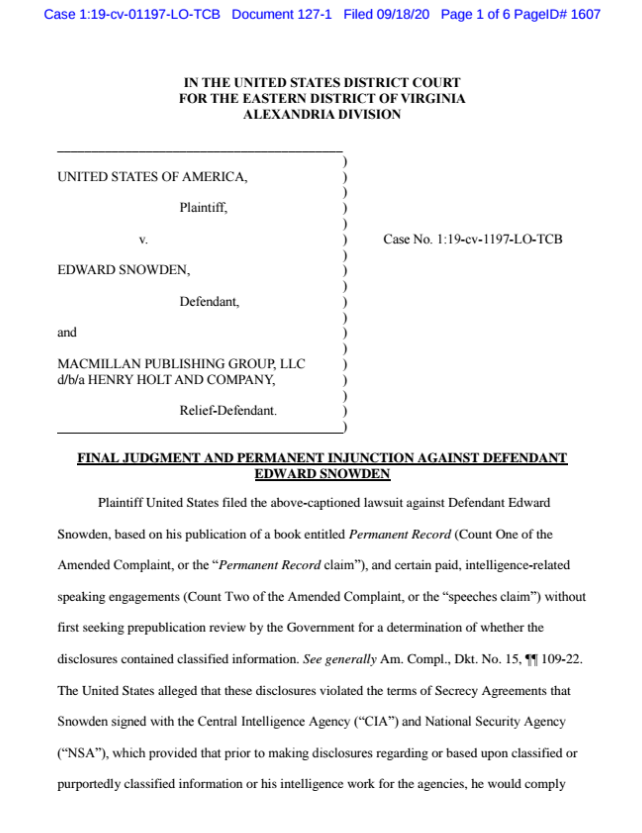 Case 1:19-cv-01197-LO-TCB Document 127-1 Filed 09/18/20 Page 1 of 6 PageID# 1607
IN THE UNITED STATES DISTRICT COURT
FOR THE EASTERN DISTRICT OF VIRGINIA
ALEXANDRIA DIVISION
)
UNITED STATES OF AMERICA, )
)
Plaintiff, )
)
v. ) Case No. 1:19-cv-1197-LO-TCB
)
EDWARD SNOWDEN, )
)
Defendant, )
)
and )
)
MACMILLAN PUBLISHING GROUP, LLC )
d/b/a HENRY HOLT AND COMPANY, )
)
Relief-Defendant. )
)
FINAL JUDGMENT AND PERMANENT INJUNCTION AGAINST DEFENDANT
EDWARD SNOWDEN
Plaintiff United States filed the above-captioned lawsuit against Defendant Edward
Snowden, based on his publication of a book entitled Permanent Record (Count One of the
Amended Complaint, or the “Permanent Record claim”), and certain paid, intelligence-related
speaking engagements (Count Two of the Amended Complaint, or the “speeches claim”) without
first seeking prepublication review by the Government for a determination of whether the
disclosures contained classified information. See generally Am. Compl., Dkt. No. 15, ¶¶ 109-22.
The United States alleged that these disclosures violated the terms of Secrecy Agreements that
Snowden signed with the Central Intelligence Agency (“CIA”) and National Security Agency
(“NSA”), which provided that prior to making disclosures regarding or based upon classified or
purportedly classified information or his intelligence work for the agencies, he would comply